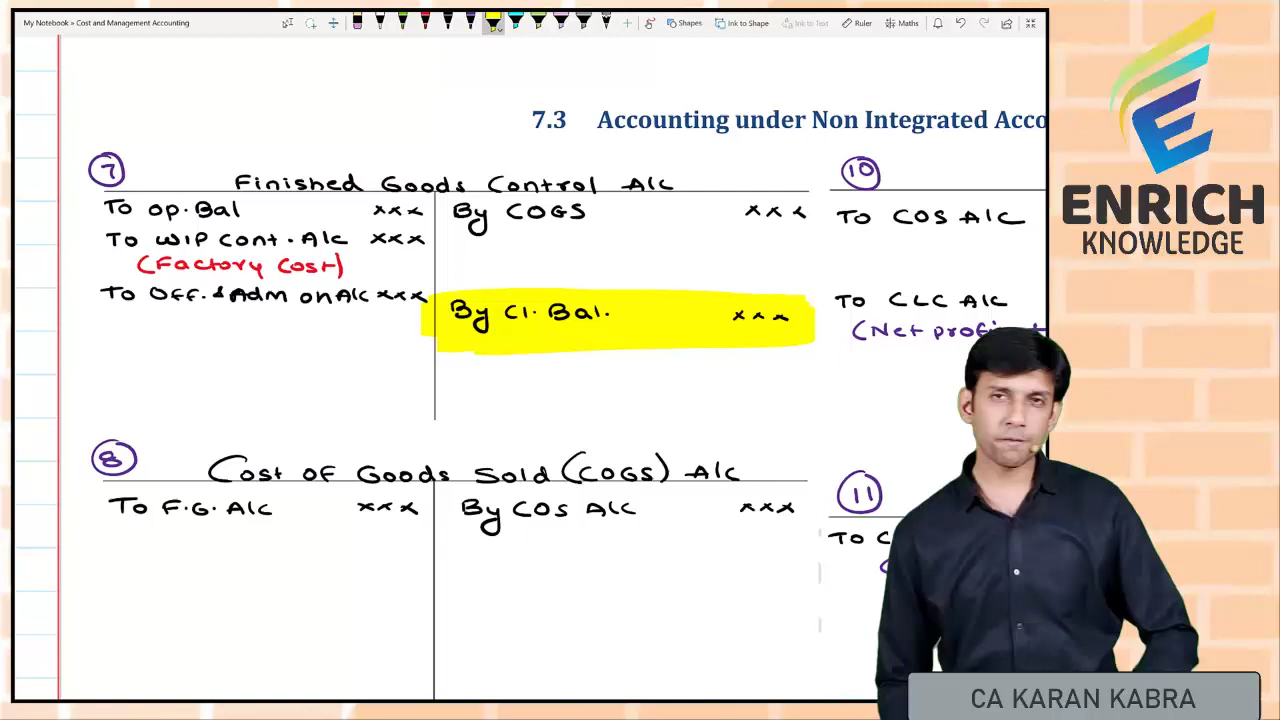 My Notebook > Cost and Management Accounting
Shapes
Ink to Shape
Ink to Text
Ruler
Maths
7.3 Accounting under Non Integrated Acco
7
Finished Goods Control A/c
To Op. Bal xxx
By COGS xxx
To WIP Cont. A/c xxx
(Factory Cost)
To Off. & Adm on A/c xxx
By Cl. Bal. xxx
8
Cost of Goods Sold (COGS) A/c
To F.G. A/c xxx
By COS A/c xxx
10
To COS A/c
To CLC A/c
(Net profi
11
To C
ENRICH
KNOWLEDGE
CA KARAN KABRA